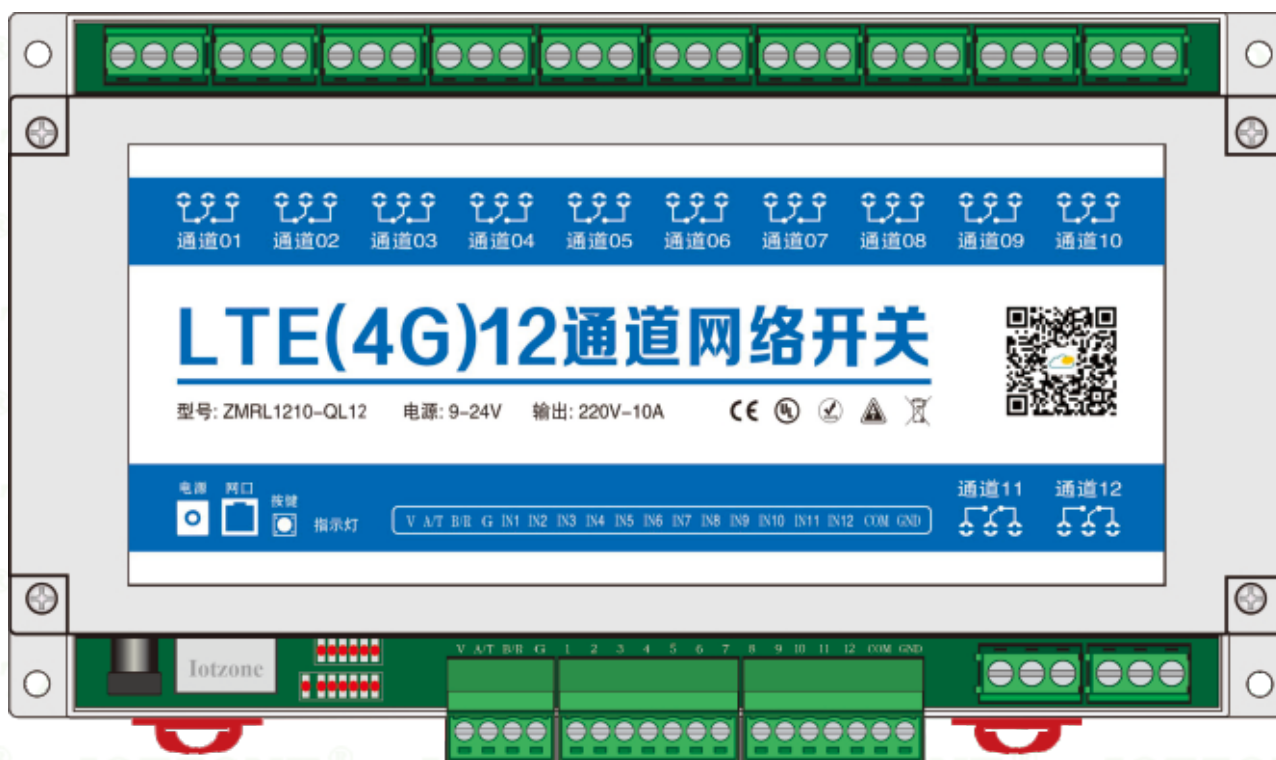 通道01 通道02 通道03 通道04 通道05 通道06 通道07 通道08 通道09 通道10
LTE(4G)12通道网络开关
型号: ZMRL1210-QL12 电源: 9-24V 输出: 220V-10A
电源 网口 按键 指示灯
V A/T B/R G IN1 IN2 IN3 IN4 IN5 IN6 IN7 IN8 IN9 IN10 IN11 IN12 COM GND
通道11 通道12
Iotzone
V A/T B/R G 1 2 3 4 5 6 7 8 9 10 11 12 COM GND